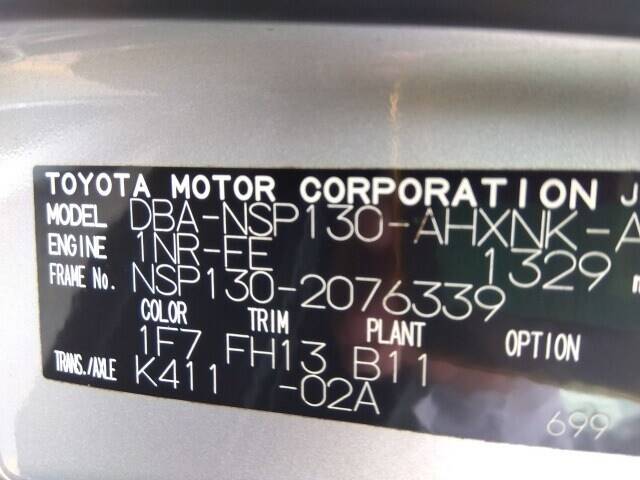 TOYOTA MOTOR CORPORATION J
MODEL DBA-NSP130-AHXNK-A
ENGINE 1NR-FE 1329
FRAME No. NSP130-2076339
COLOR TRIM PLANT OPTION
1F7 FH13 B11
TRANS./AXLE K411 -02A
699